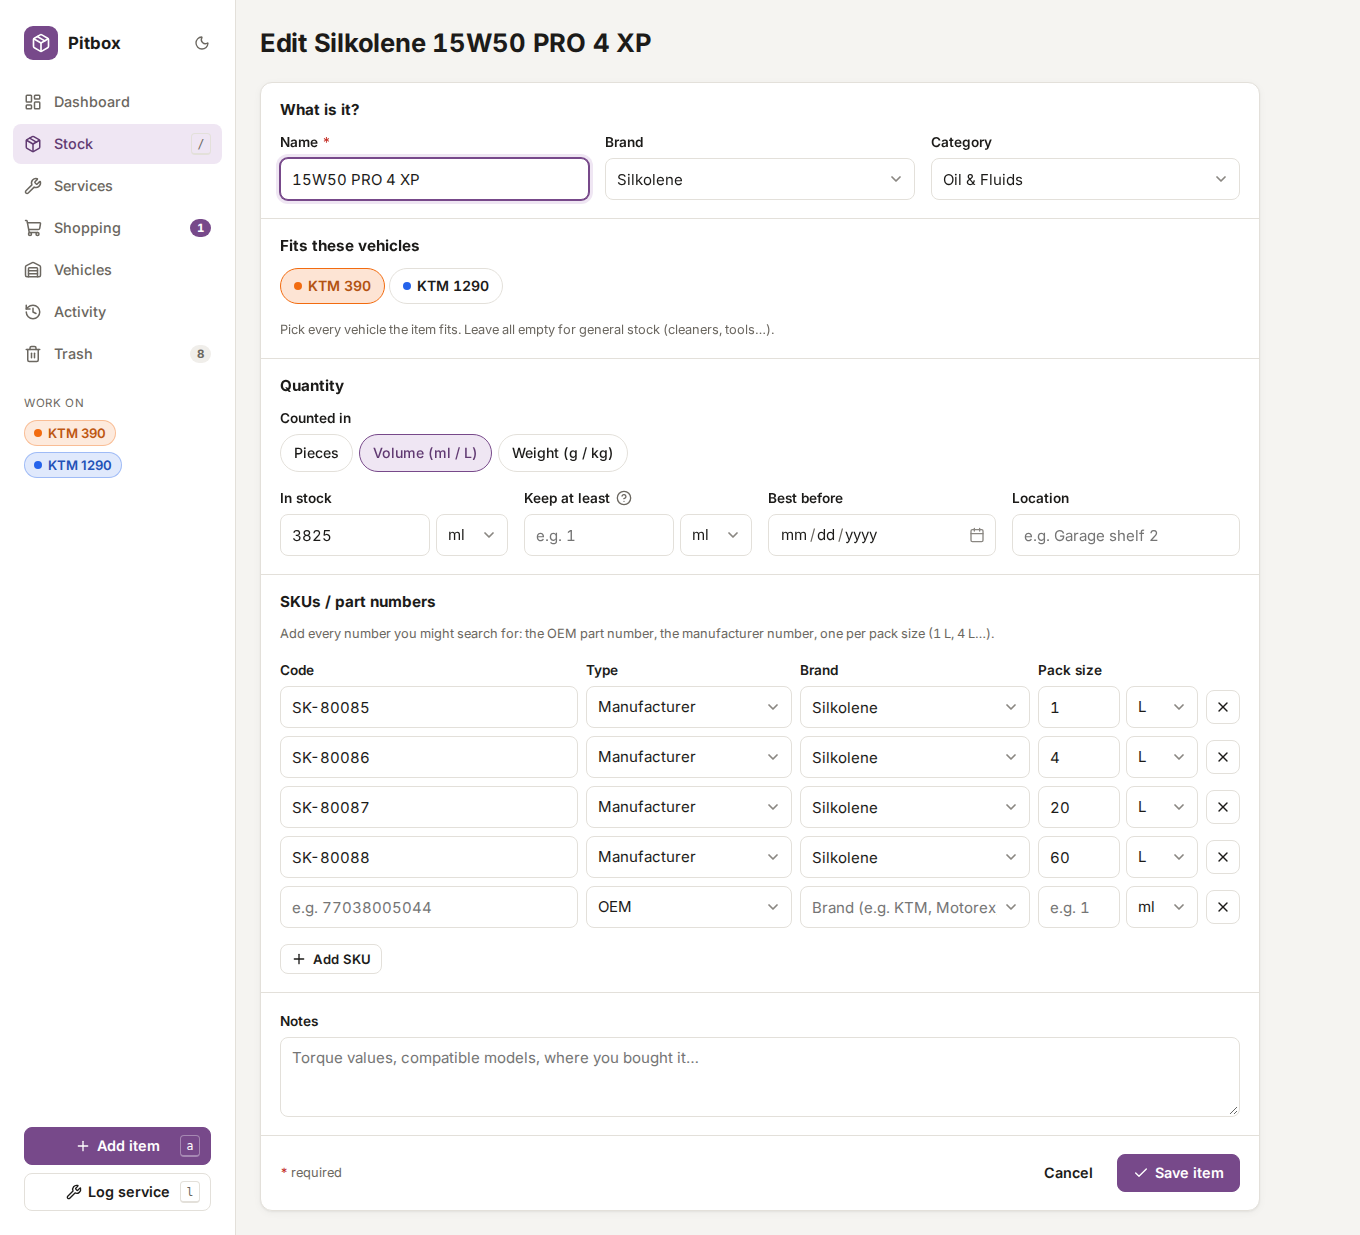 Pitbox
Dashboard
Stock /
Services
Shopping 1
Vehicles
Activity
Trash 8
WORK ON
KTM 390
KTM 1290
Add item a
Log service l
Edit Silkolene 15W50 PRO 4 XP
What is it?
Name * Brand Category
15W50 PRO 4 XP Silkolene Oil & Fluids
Fits these vehicles
KTM 390 KTM 1290
Pick every vehicle the item fits. Leave all empty for general stock (cleaners, tools...).
Quantity
Counted in
Pieces Volume (ml / L) Weight (g / kg)
In stock Keep at least ? Best before Location
3825 ml e.g. 1 ml mm/dd/yyyy e.g. Garage shelf 2
SKUs / part numbers
Add every number you might search for: the OEM part number, the manufacturer number, one per pack size (1 L, 4 L...).
Code Type Brand Pack size
SK-80085 Manufacturer Silkolene 1 L
SK-80086 Manufacturer Silkolene 4 L
SK-80087 Manufacturer Silkolene 20 L
SK-80088 Manufacturer Silkolene 60 L
e.g. 77038005044 OEM Brand (e.g. KTM, Motorex e.g. 1 ml
Add SKU
Notes
Torque values, compatible models, where you bought it...
* required Cancel Save item